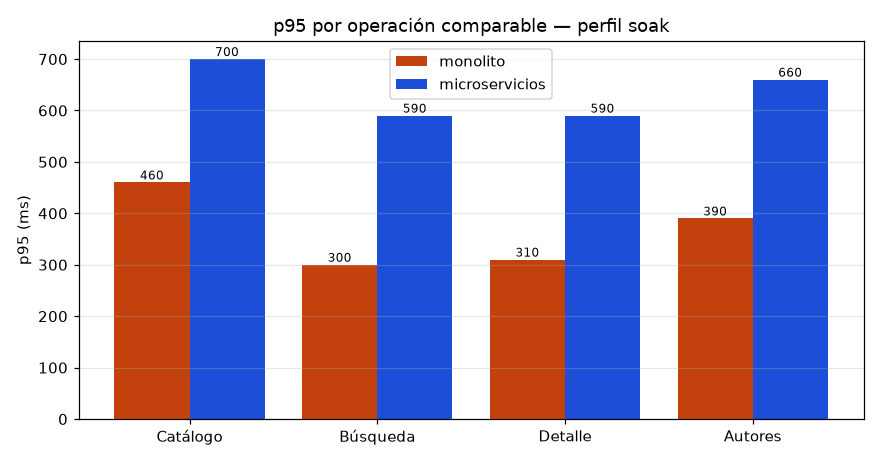 p95 por operación comparable — perfil soak
monolito
microservicios
p95 (ms)
700
600
500
400
300
200
100
0
460
700
300
590
310
590
390
660
Catálogo
Búsqueda
Detalle
Autores